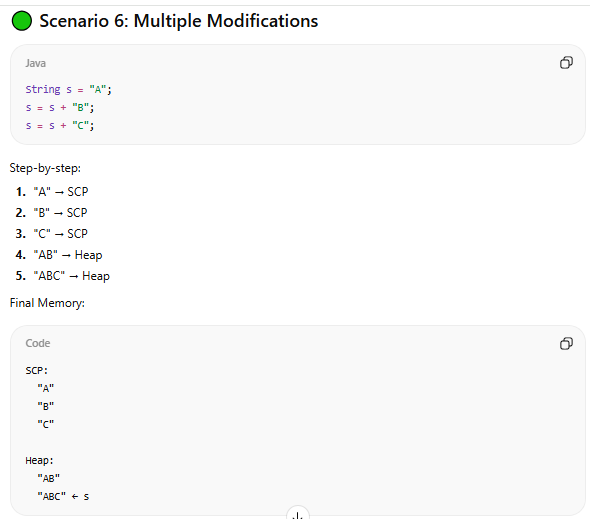 Scenario 6: Multiple Modifications
Java
String s = "A";
s = s + "B";
s = s + "C";
Step-by-step:
1. "A" → SCP
2. "B" → SCP
3. "C" → SCP
4. "AB" → Heap
5. "ABC" → Heap
Final Memory:
Code
SCP:
"A"
"B"
"C"
Heap:
"AB"
"ABC" ← s